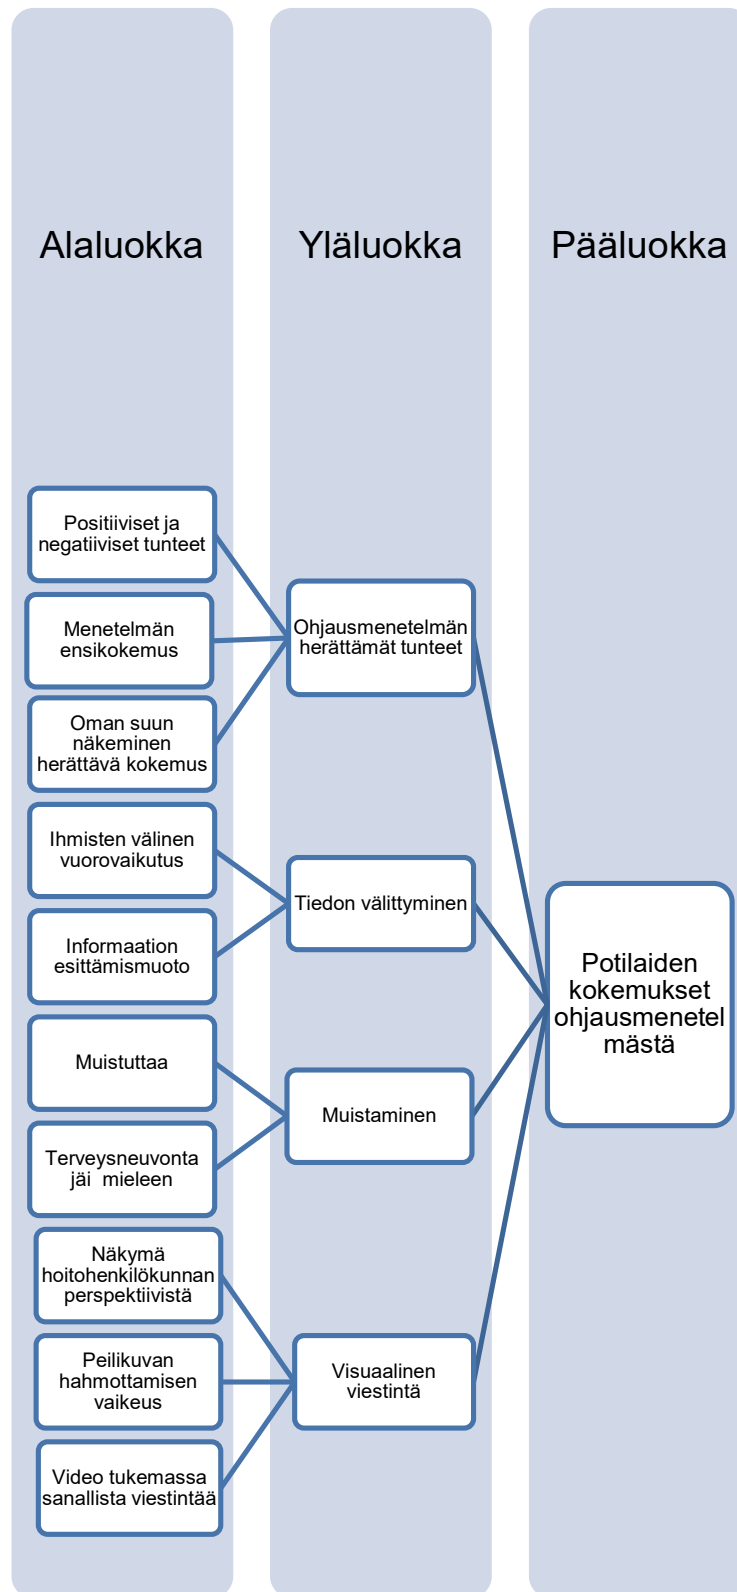 Alaluokka
Yläluokka
Pääluokka
Positiiviset ja
negatiiviset tunteet
Menetelmän
ensikokemus
Oman suun
näkeminen
herättävä kokemus
Ihmisten välinen
vuorovaikutus
Informaation
esittämismuoto
Muistuttaa
Terveysneuvonta
jäi mieleen
Näkymä
hoitohenkilökunnan
perspektiivistä
Peilikuvan
hahmottamisen
vaikeus
Video tukemassa
sanallista viestintää
Ohjausmenetelmän
herättämät tunteet
Tiedon välittyminen
Muistaminen
Visuaalinen
viestintä
Potilaiden
kokemukset
ohjausmenetel
mästä